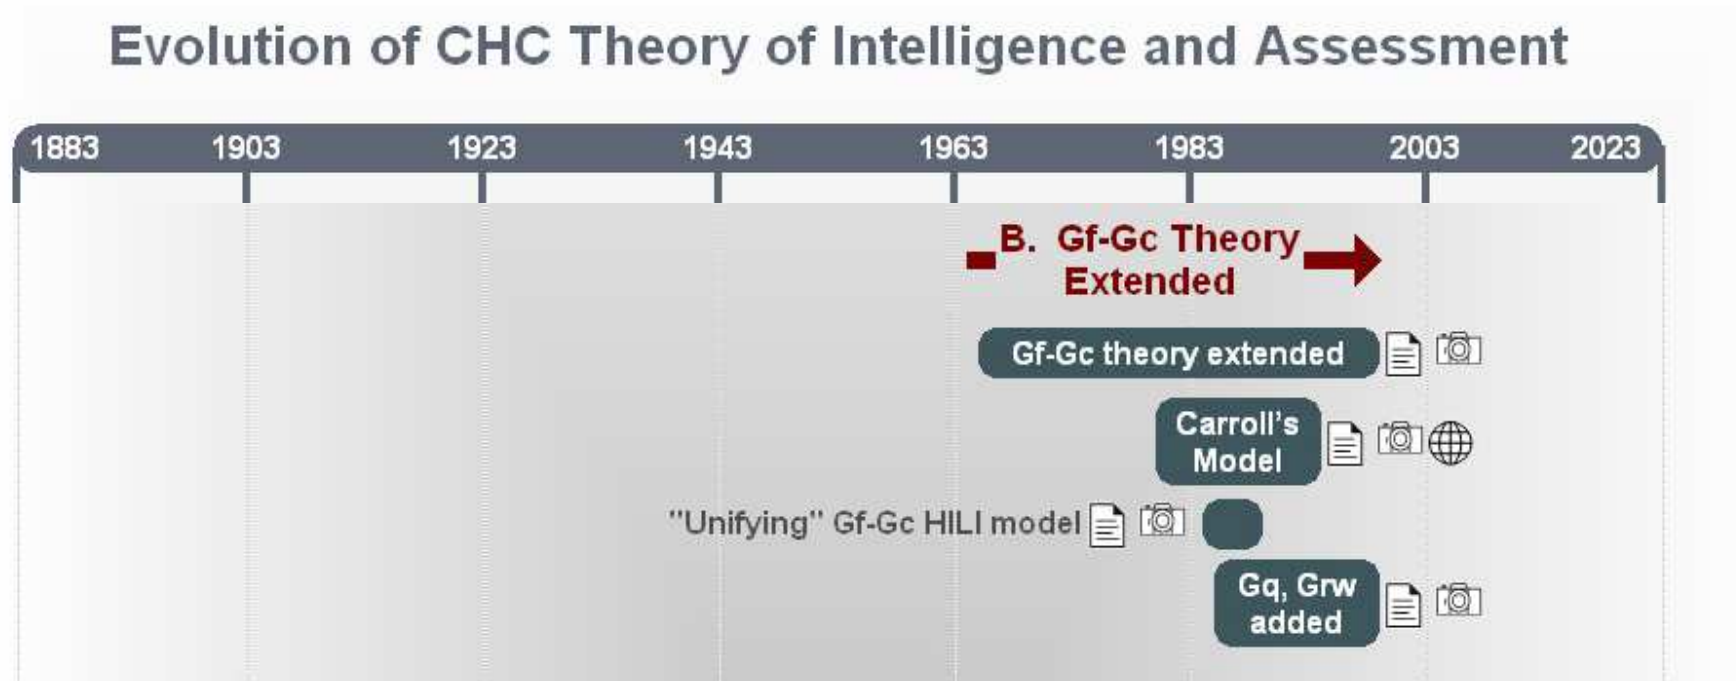 Evolution of CHC Theory of Intelligence and Assessment
1883 1903 1923 1943 1963 1983 2003 2023
B. Gf-Gc Theory
Extended
Gf-Gc theory extended
Carroll's
Model
"Unifying" Gf-Gc HILI model
Gq, Grw
added